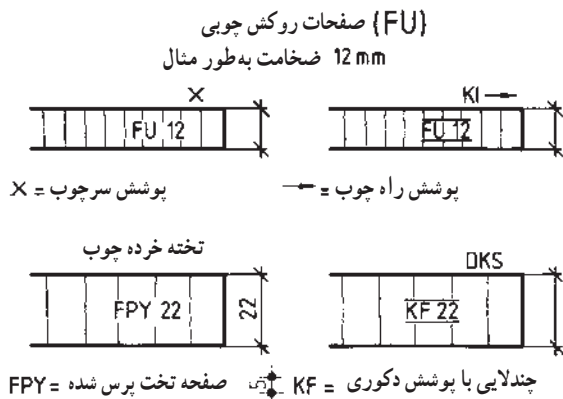 صفحات روکش چوبی (FU)
ضخامت به‌طور مثال 12 mm
X KI →
FU 12 FU 12
X = پوشش سرچوب → = پوشش راه چوب
تخته خرده چوب DKS
FPY 22 22 KF 22
FPY = صفحه تخت پرس شده 5 KF = چندلایی با پوشش دکوری